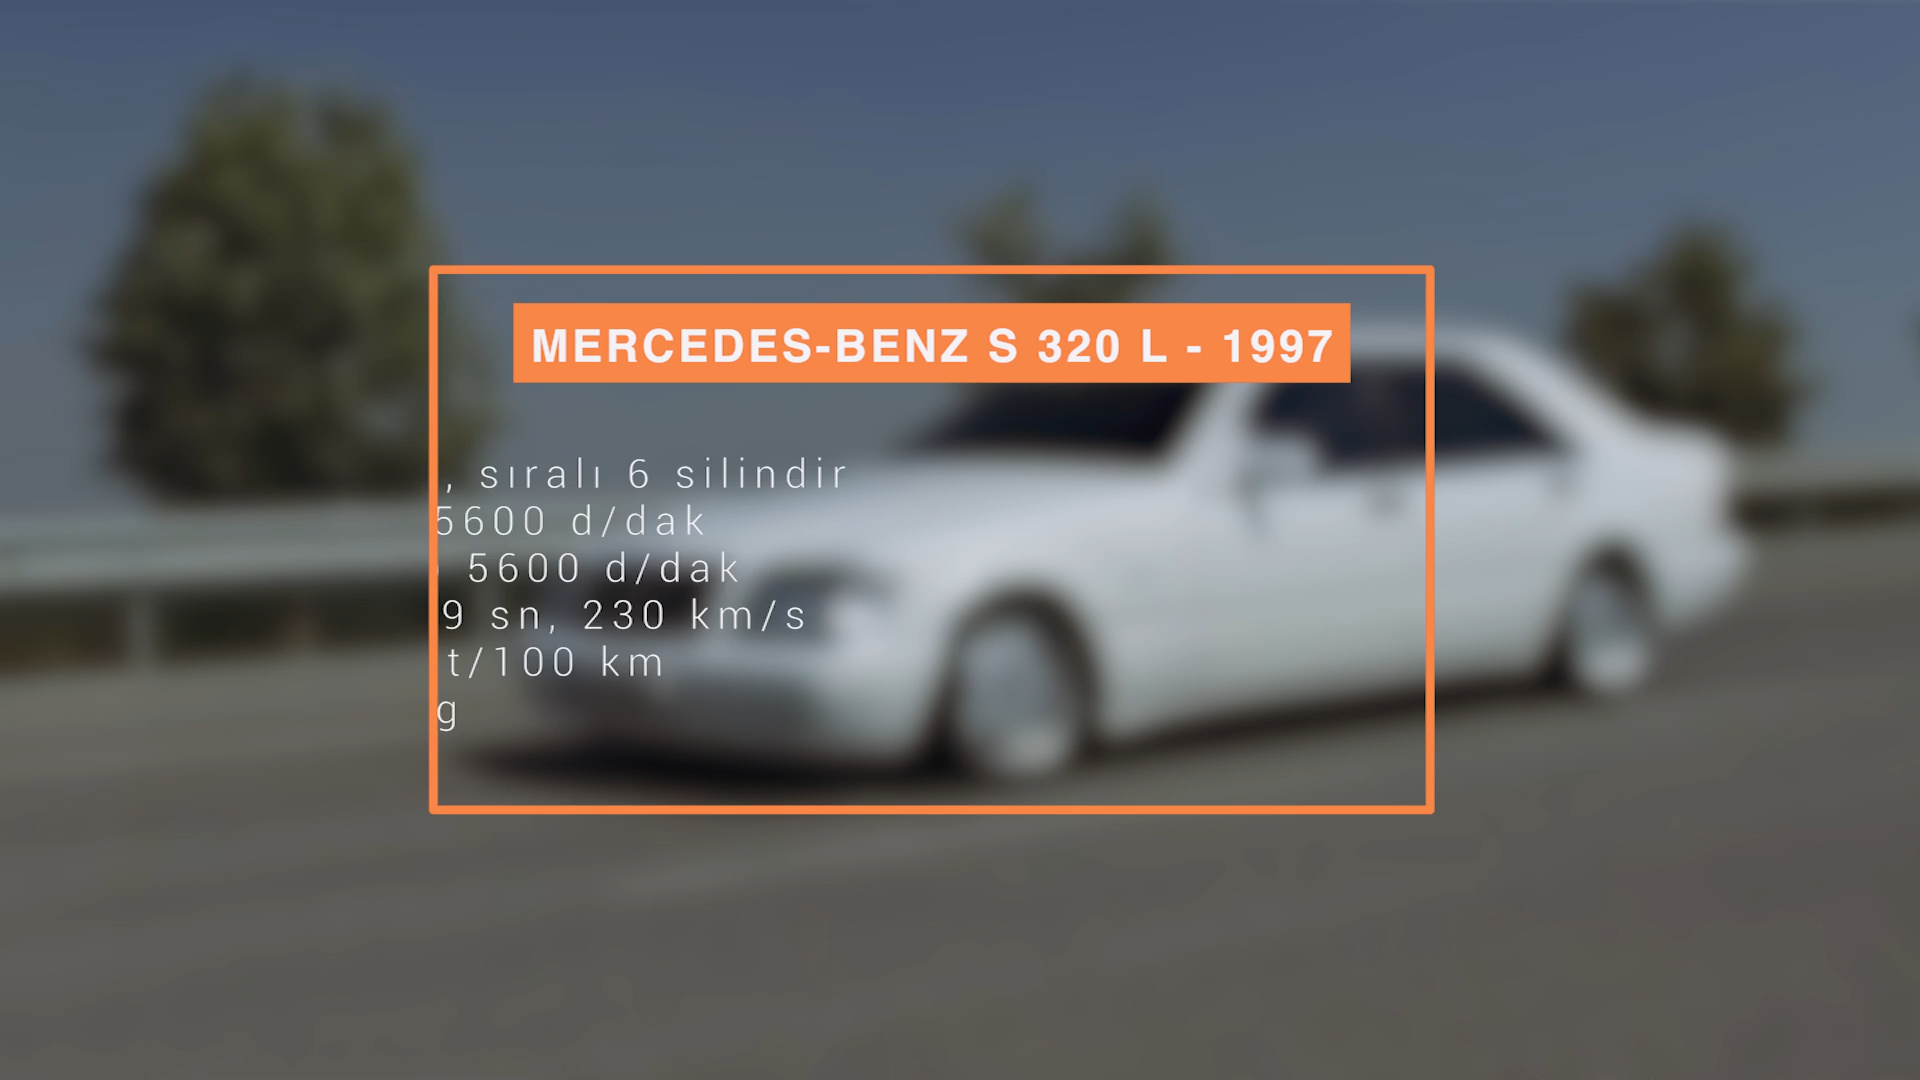 MERCEDES-BENZ S 320 L - 1997
, sıralı 6 silindir
5600 d/dak
5600 d/dak
9 sn, 230 km/s
t/100 km
g